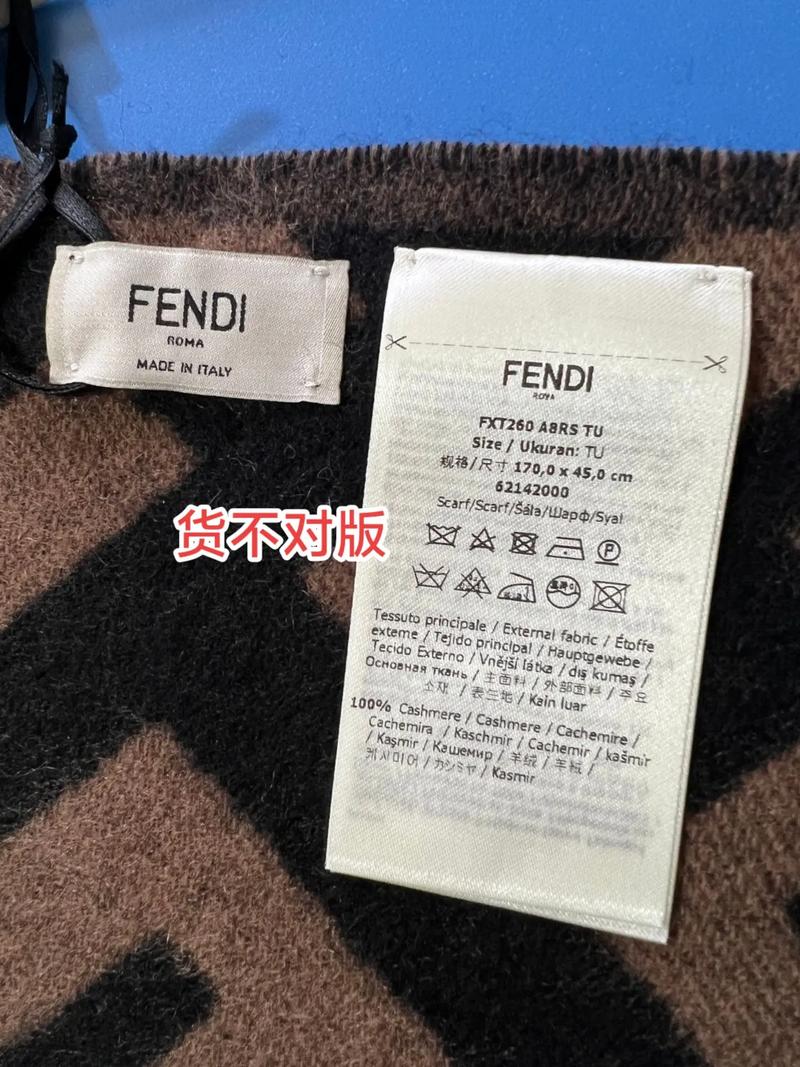 FENDI
ROMA
MADE IN ITALY
FENDI
ROMA
FXT260 A8RS TU
Size / Ukuran: TU
规格/尺寸 170,0 x 45,0 cm
62142000
Scarf/Scarf/Šála/Шарф/Syal
货不对版
Tessuto principale / External fabric / Étoffe
externe / Tejido principal / Hauptgewebe /
Tecido Externo / Vnější látka / dış kumaş /
Основная ткань / 主面料 / 外部面料 / 주요
소재 / 表生地 / Kain luar
100% Cashmere / Cashmere / Cachemire /
Cachemira / Kaschmir / Cachemir / kašmír
/ Kaşmir / Кашемир / 羊绒 / 羊絨 /
캐시미어 / カシミヤ / Kasmir